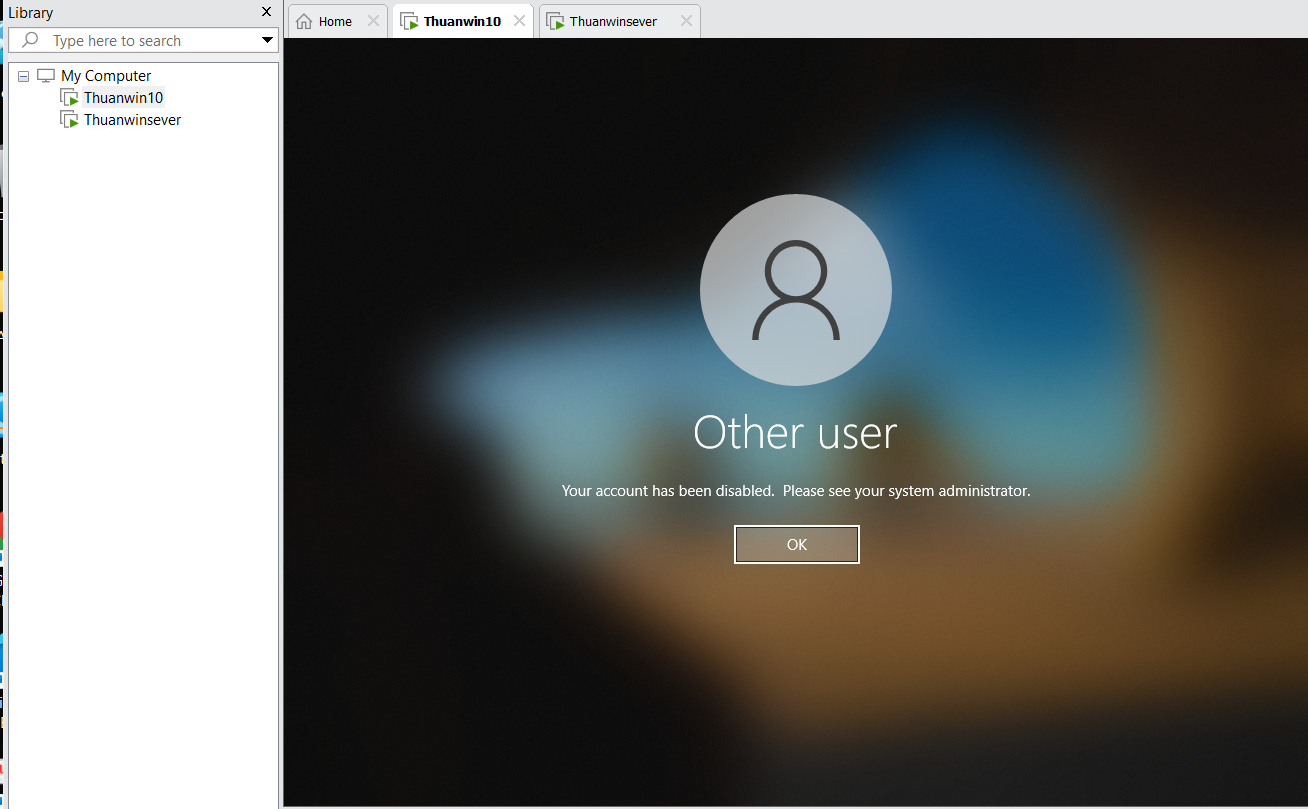 Library
Type here to search
My Computer
Thuanwin10
Thuanwinsever
Home
Thuanwin10
Thuanwinsever
Other user
Your account has been disabled. Please see your system administrator.
OK